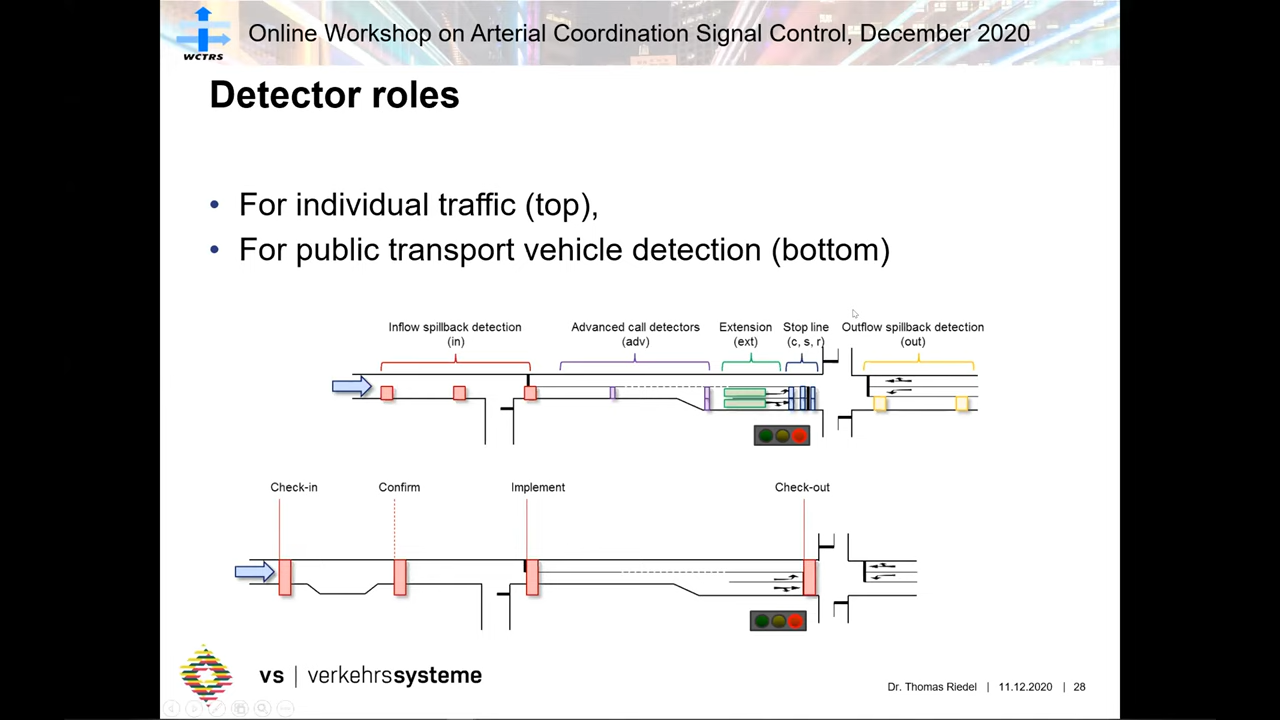 WCTRS
Online Workshop on Arterial Coordination Signal Control, December 2020
Detector roles
• For individual traffic (top),
• For public transport vehicle detection (bottom)
Inflow spillback detection
(in)
Advanced call detectors
(adv)
Extension
(ext)
Stop line
(c, s, r)
Outflow spillback detection
(out)
Check-in
Confirm
Implement
Check-out
vs | verkehrssysteme
Dr. Thomas Riedel | 11.12.2020 | 28